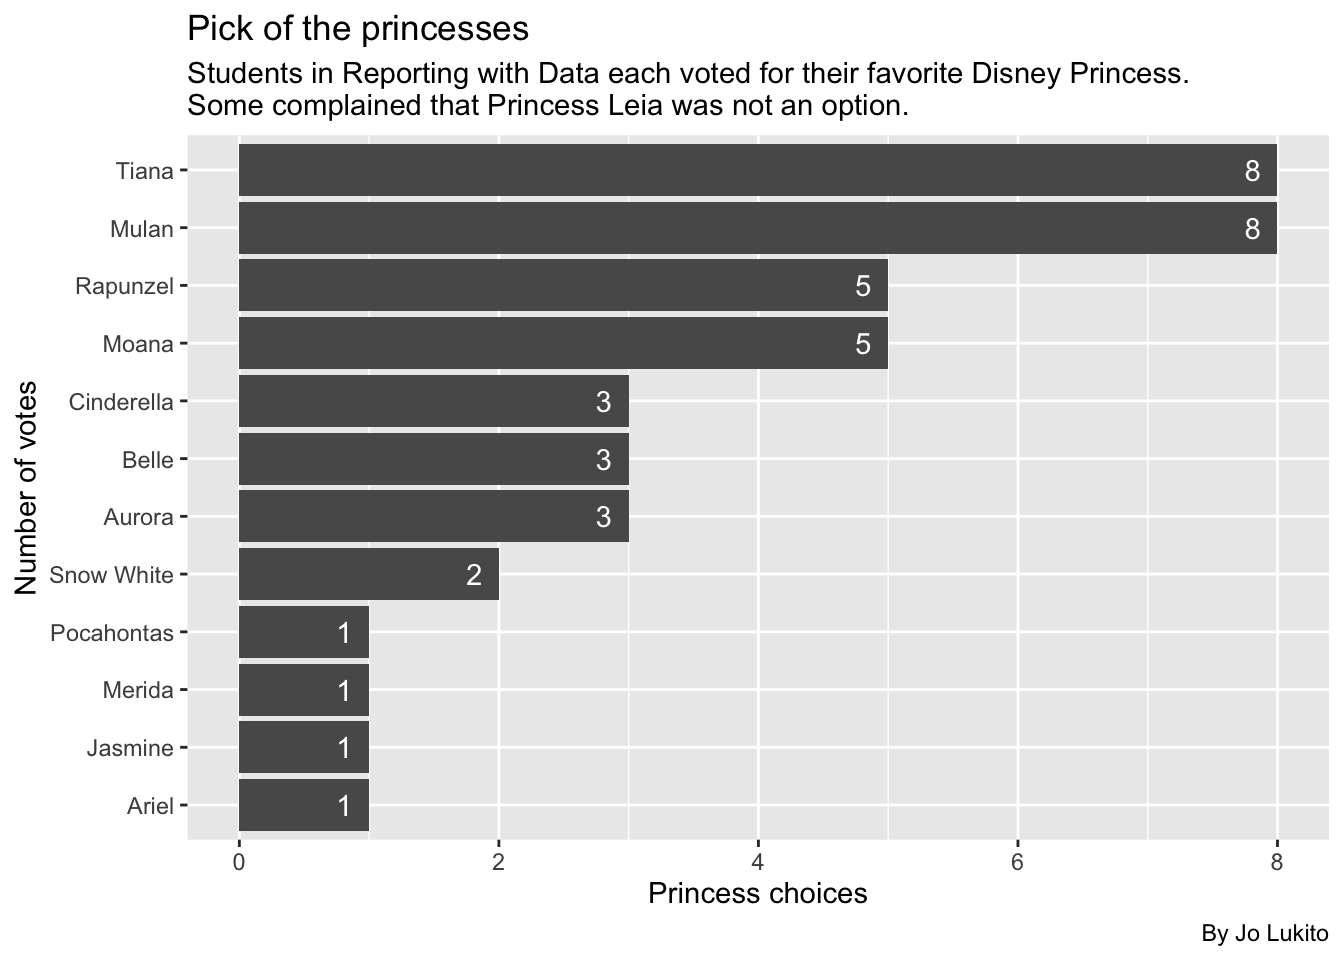 Pick of the princesses
Students in Reporting with Data each voted for their favorite Disney Princess.
Some complained that Princess Leia was not an option.
Number of votes
Tiana 8
Mulan 8
Rapunzel 5
Moana 5
Cinderella 3
Belle 3
Aurora 3
Snow White 2
Pocahontas 1
Merida 1
Jasmine 1
Ariel 1
0 2 4 6 8
Princess choices
By Jo Lukito